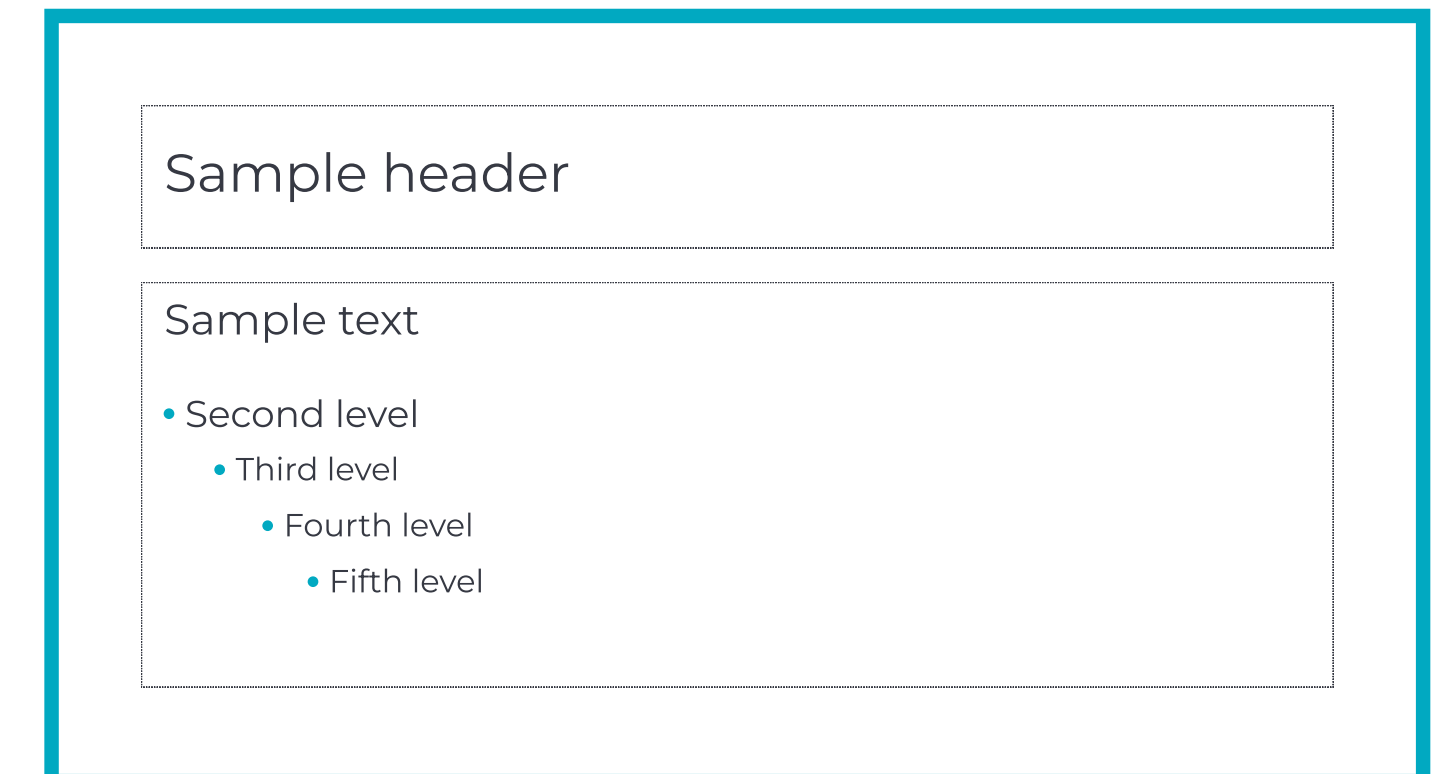 Sample header
Sample text
• Second level
• Third level
• Fourth level
• Fifth level